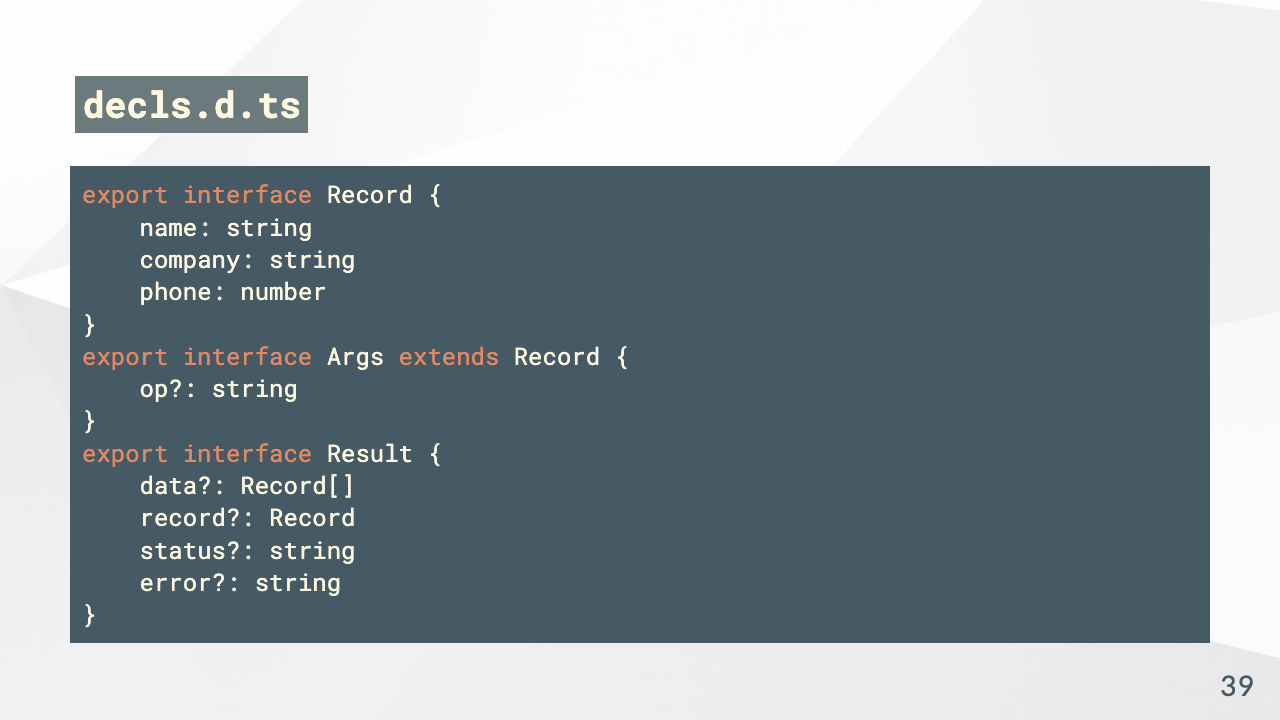 decls.d.ts
export interface Record {
    name: string
    company: string
    phone: number
}
export interface Args extends Record {
    op?: string
}
export interface Result {
    data?: Record[]
    record?: Record
    status?: string
    error?: string
}
39